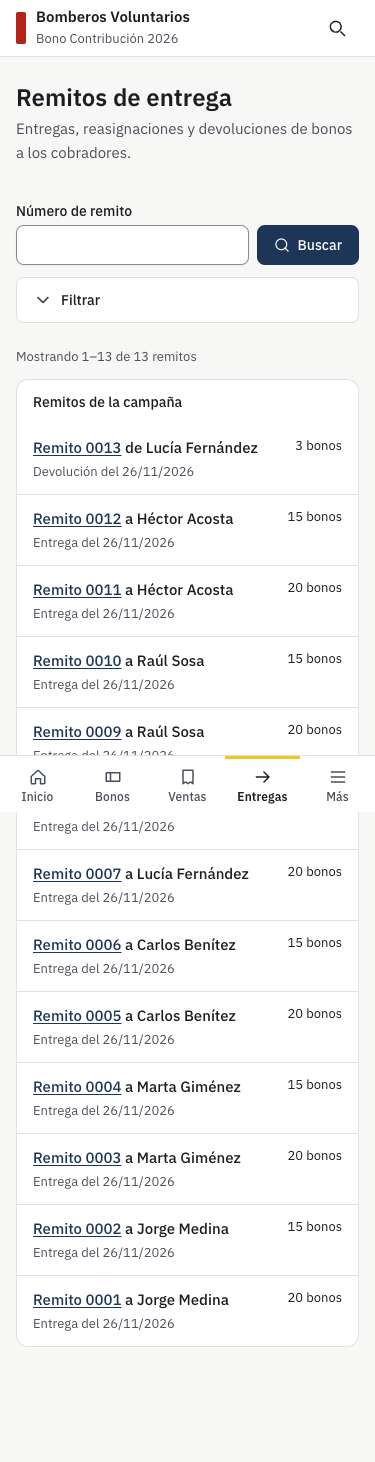 Bomberos Voluntarios
Bono Contribución 2026
Remitos de entrega
Entregas, reasignaciones y devoluciones de bonos
a los cobradores.
Número de remito
Buscar
Filtrar
Mostrando 1–13 de 13 remitos
Remitos de la campaña
Remito 0013 de Lucía Fernández 3 bonos
Devolución del 26/11/2026
Remito 0012 a Héctor Acosta 15 bonos
Entrega del 26/11/2026
Remito 0011 a Héctor Acosta 20 bonos
Entrega del 26/11/2026
Remito 0010 a Raúl Sosa 15 bonos
Entrega del 26/11/2026
Remito 0009 a Raúl Sosa 20 bonos
Entrega del 26/11/2026
Inicio Bonos Ventas Entregas Más
Entrega del 26/11/2026
Remito 0007 a Lucía Fernández 20 bonos
Entrega del 26/11/2026
Remito 0006 a Carlos Benítez 15 bonos
Entrega del 26/11/2026
Remito 0005 a Carlos Benítez 20 bonos
Entrega del 26/11/2026
Remito 0004 a Marta Giménez 15 bonos
Entrega del 26/11/2026
Remito 0003 a Marta Giménez 20 bonos
Entrega del 26/11/2026
Remito 0002 a Jorge Medina 15 bonos
Entrega del 26/11/2026
Remito 0001 a Jorge Medina 20 bonos
Entrega del 26/11/2026